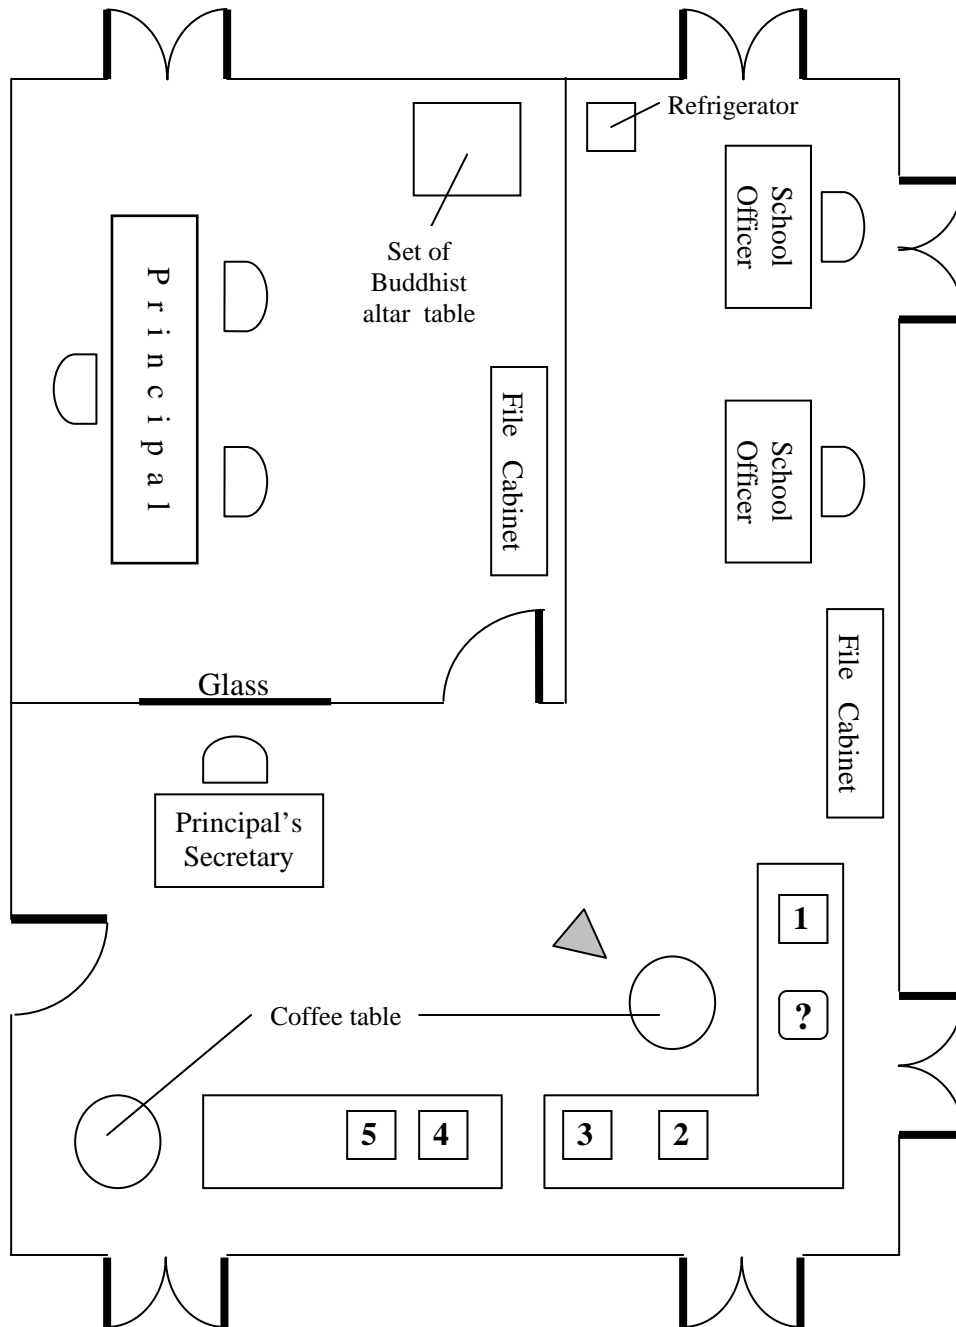 Refrigerator
School
Officer
Set of
Buddhist
altar table
Principal
File Cabinet
School
Officer
File Cabinet
Glass
Principal's
Secretary
1
?
Coffee table
5
4
3
2